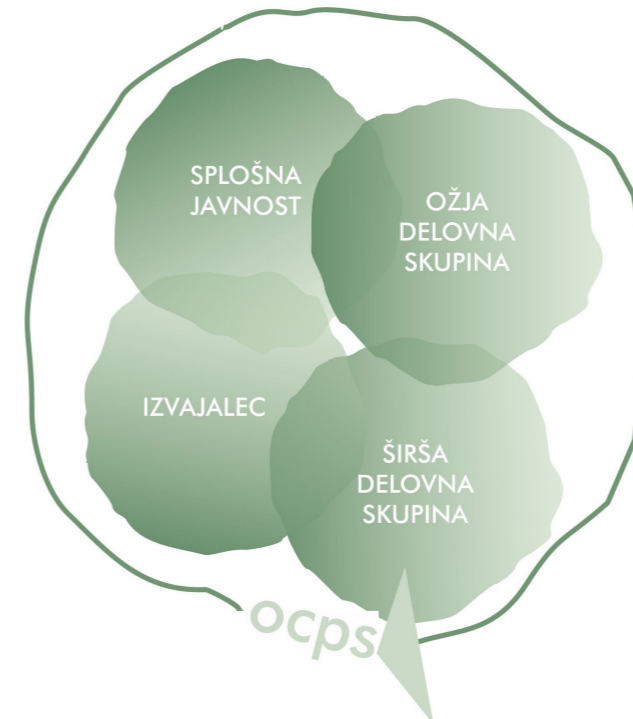 SPLOŠNA
JAVNOST
OŽJA
DELOVNA
SKUPINA
IZVAJALEC
ŠIRŠA
DELOVNA
SKUPINA
ocps